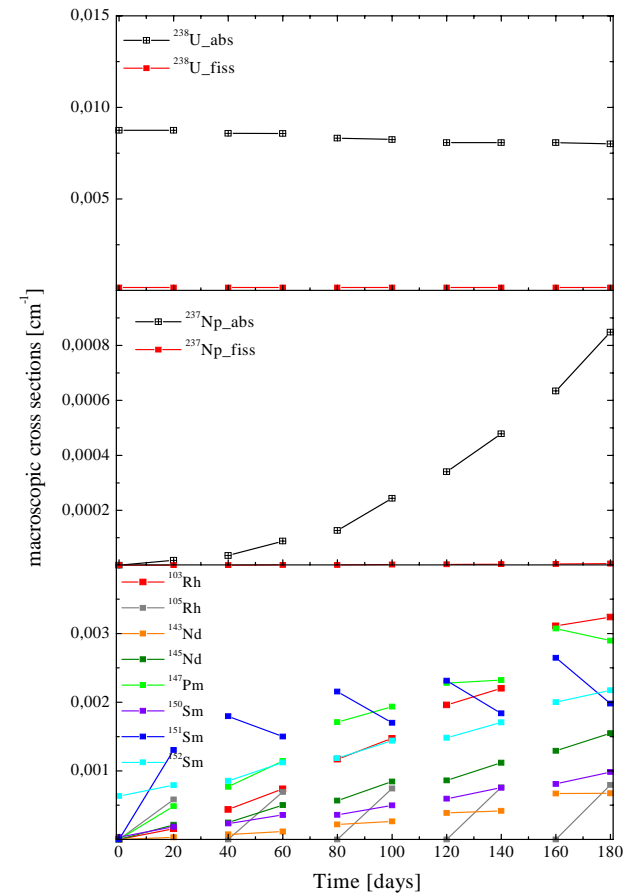 0,015
²³⁸U_abs
²³⁸U_fiss
0,010
0,005
²³⁷Np_abs
²³⁷Np_fiss
0,0008
0,0006
0,0004
0,0002
macroscopic cross sections [cm⁻¹]
¹⁰³Rh
¹⁰⁵Rh
¹⁴³Nd
¹⁴⁵Nd
¹⁴⁷Pm
¹⁵⁰Sm
¹⁵¹Sm
¹⁵²Sm
0,003
0,002
0,001
0 20 40 60 80 100 120 140 160 180
Time [days]